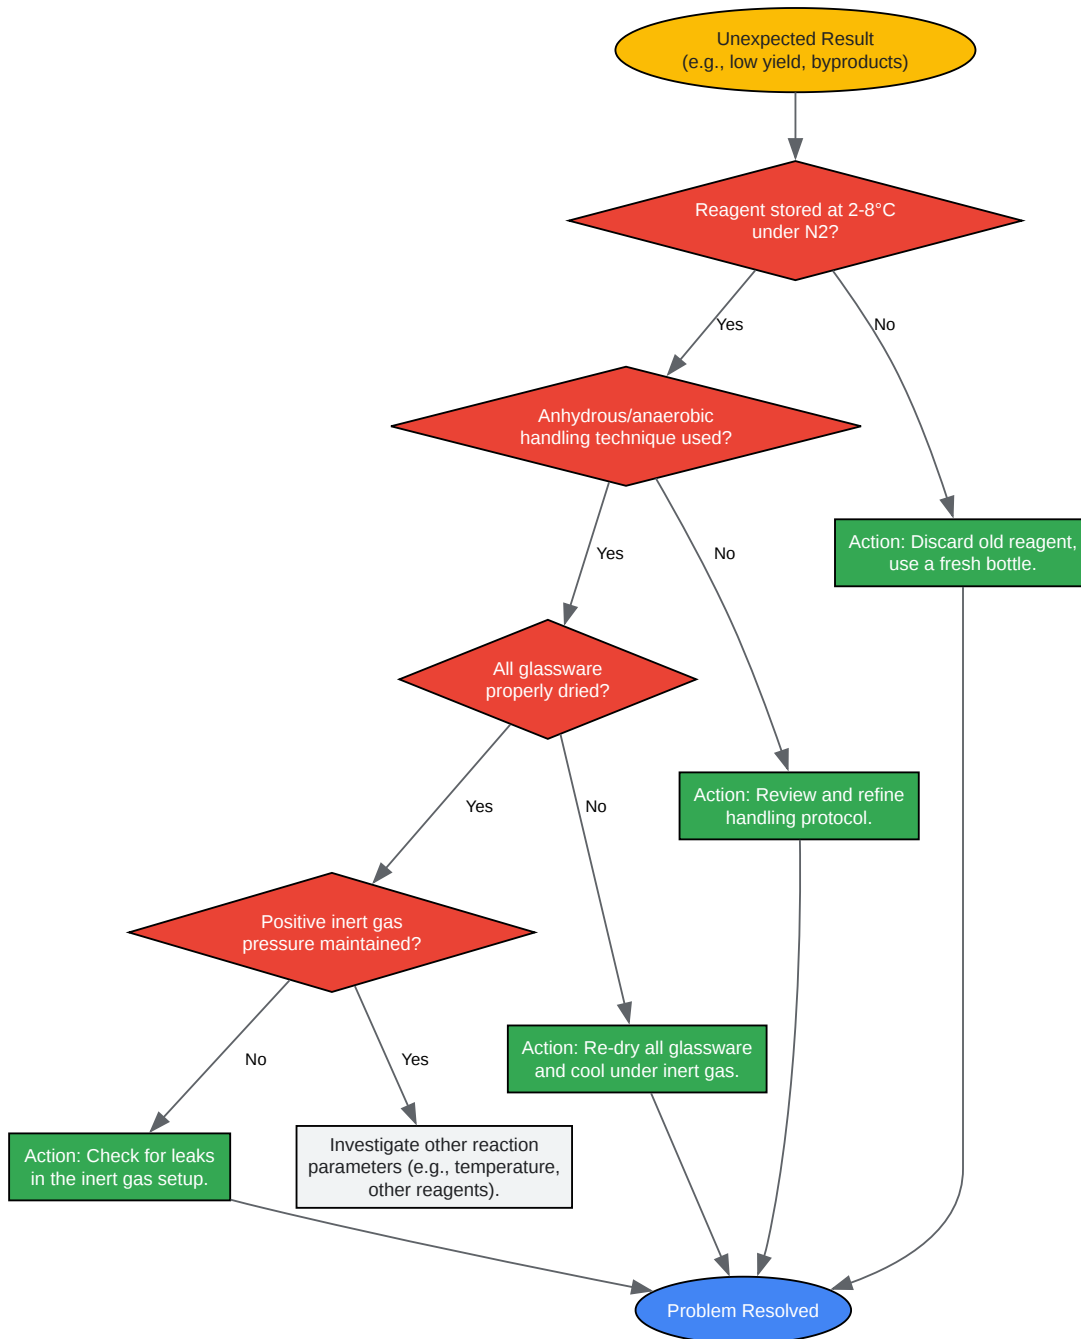 Unexpected Result
(e.g., low yield, byproducts)
Reagent stored at 2-8°C
under N2?
Yes
No
Anhydrous/anaerobic
handling technique used?
Action: Discard old reagent,
use a fresh bottle.
Yes
No
All glassware
properly dried?
Action: Review and refine
handling protocol.
Yes
No
Positive inert gas
pressure maintained?
Action: Re-dry all glassware
and cool under inert gas.
No
Yes
Action: Check for leaks
in the inert gas setup.
Investigate other reaction
parameters (e.g., temperature,
other reagents).
Problem Resolved